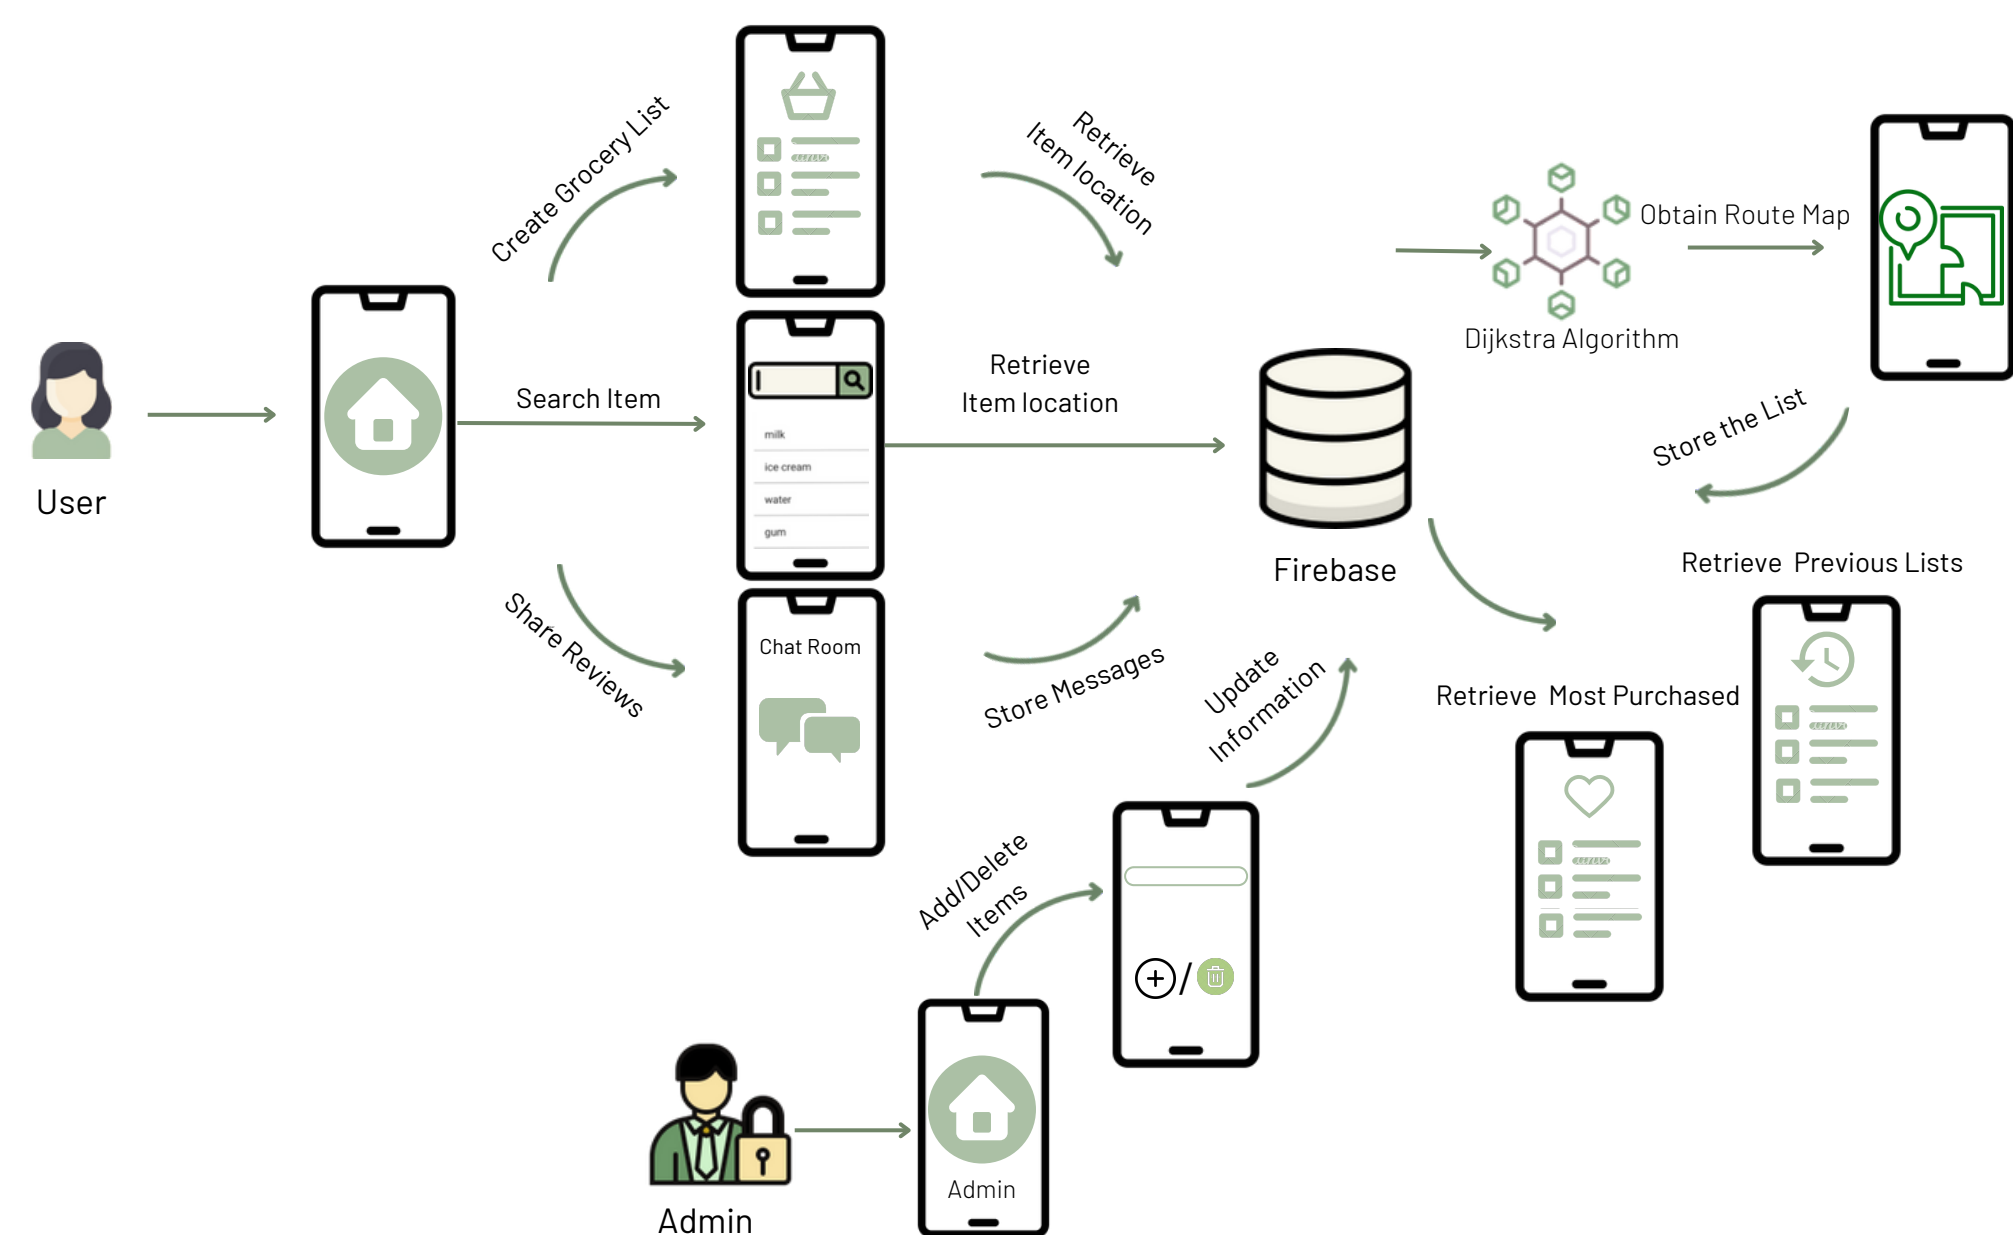 Create Grocery List
Retrieve
Item location
Obtain Route Map
Dijkstra Algorithm
User
Search Item
milk
ice cream
water
gum
Retrieve
Item location
Firebase
Store the List
Share Reviews
Chat Room
Store Messages
Update
Information
Retrieve Previous Lists
Retrieve Most Purchased
Add/Delete
Items
Admin
Admin